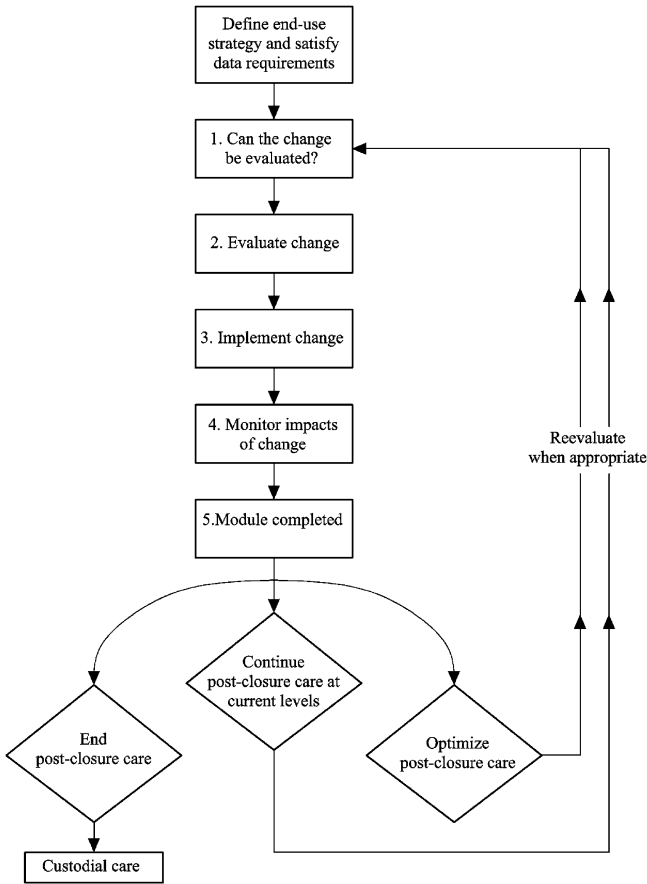 Define end-use
strategy and satisfy
data requirements
1. Can the change
be evaluated?
2. Evaluate change
3. Implement change
4. Monitor impacts
of change
5.Module completed
Reevaluate
when appropriate
Continue
post-closure care at
current levels
End
post-closure care
Optimize
post-closure care
Custodial care